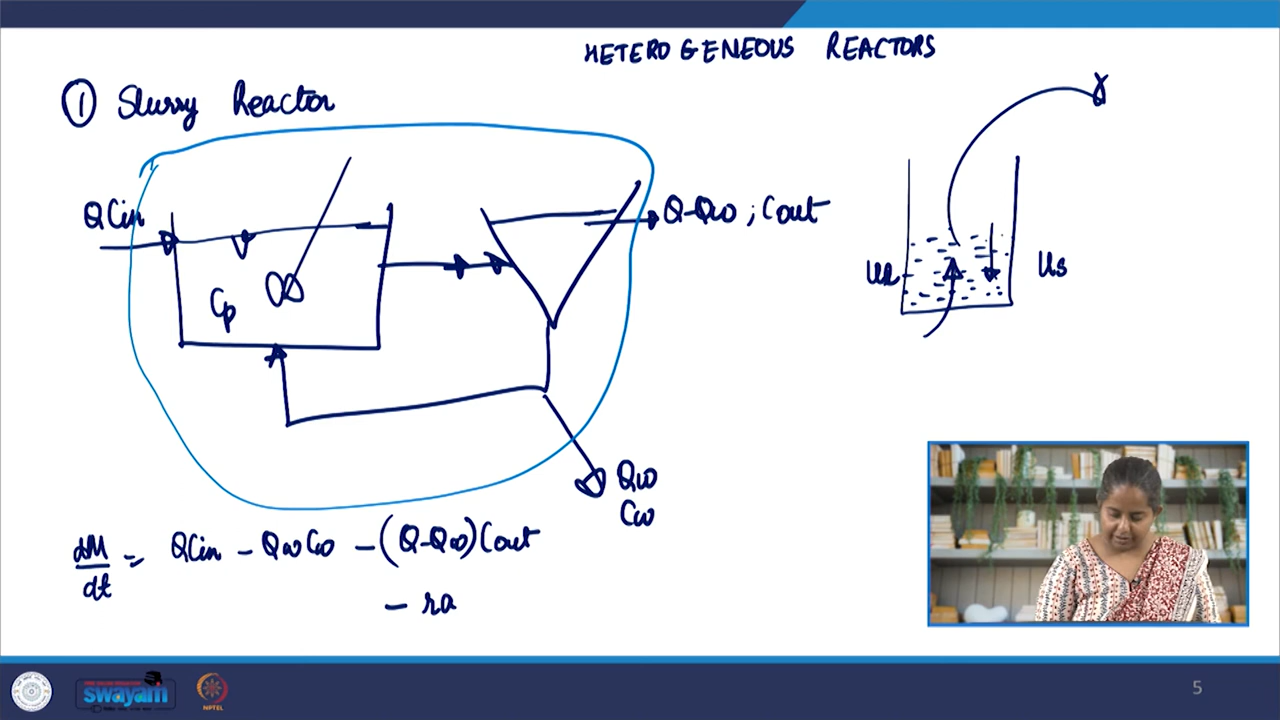 HETEROGENEOUS REACTORS
① Slurry Reactor
QCin
Cp
Q-Qw ; Cout
Us
Qw
Cw
dM/dt = QCin - QwCw - (Q-Qw)Cout
- ra
5
swayam
NPTEL